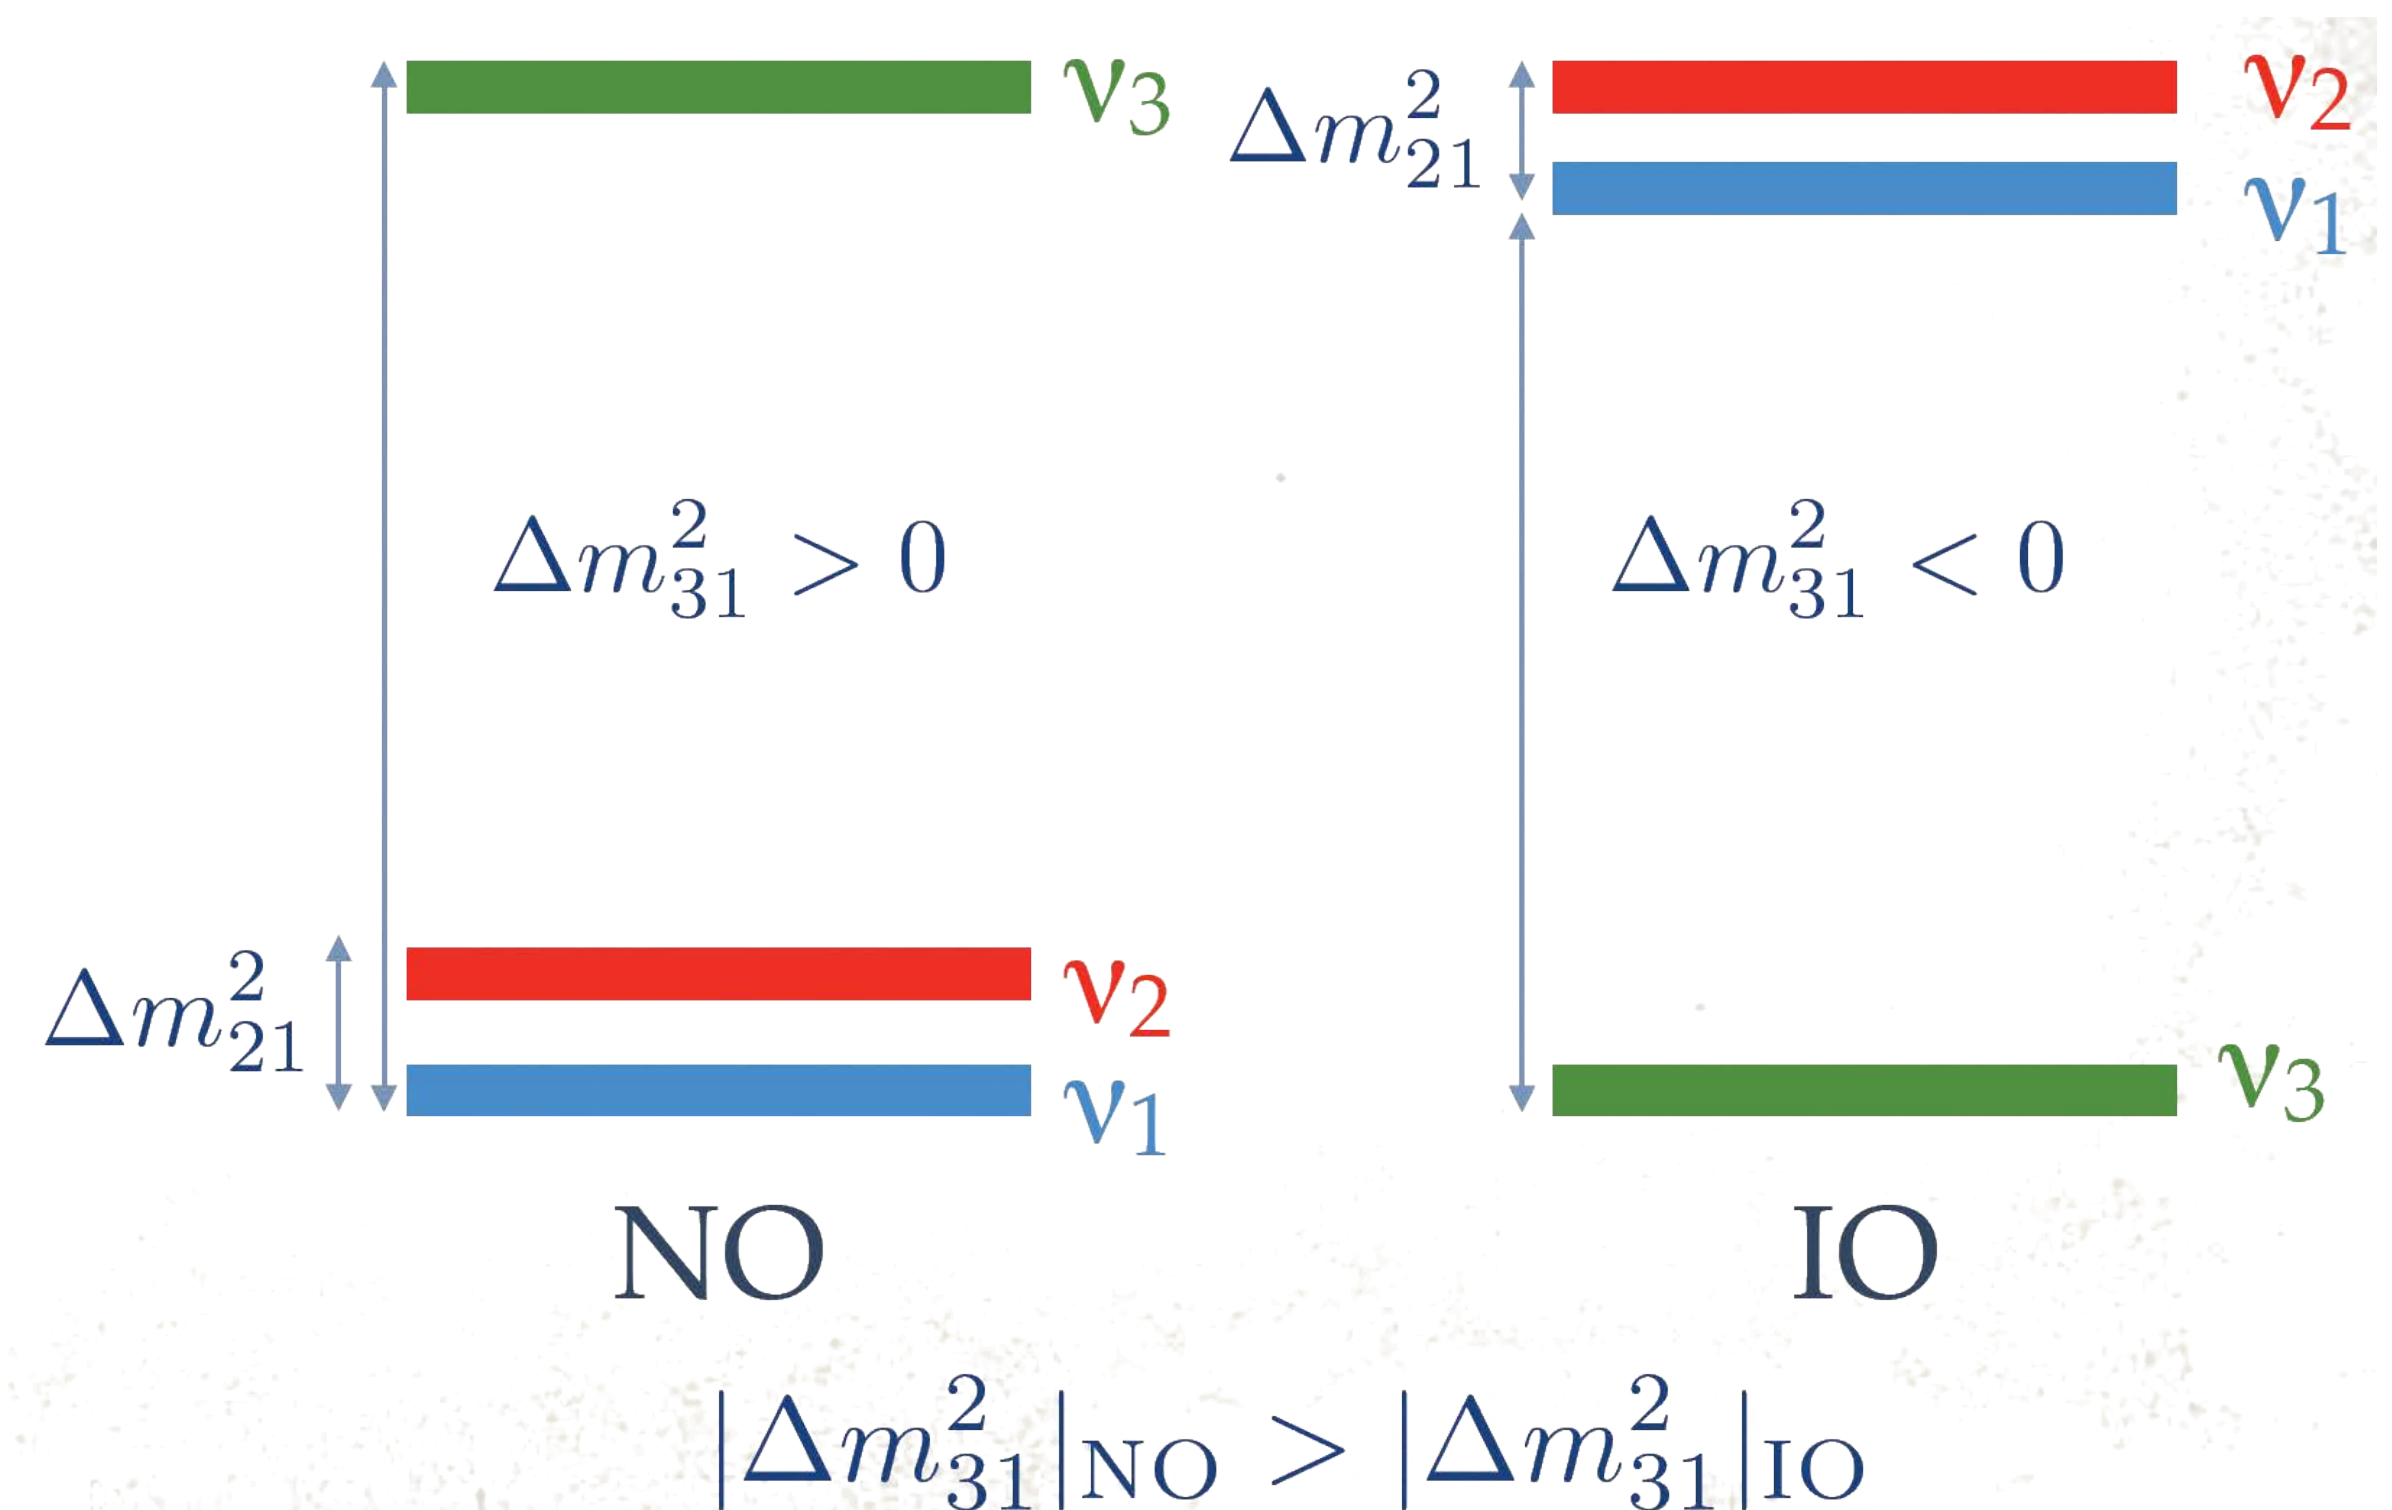 ν₃
Δm²₃₁ > 0
Δm²₂₁
ν₂
ν₁
NO
Δm²₂₁
ν₂
ν₁
Δm²₃₁ < 0
ν₃
IO
|Δm²₃₁|NO > |Δm²₃₁|IO